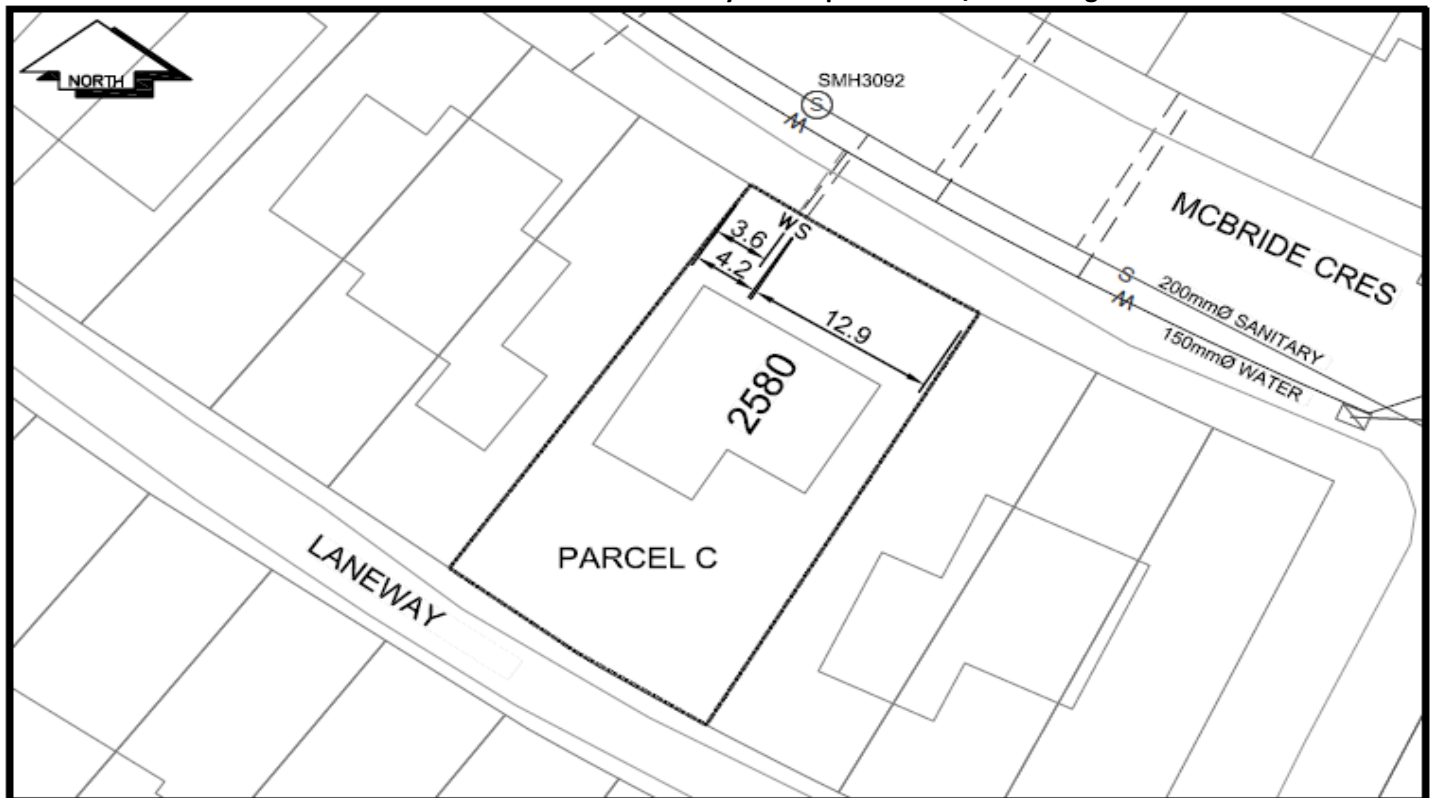 NORTH
SMH3092
S
W
MCBRIDE CRES
WS
3.6
4.2
12.9
S
200mmØ SANITARY
W
150mmØ WATER
2580
PARCEL C
LANEWAY